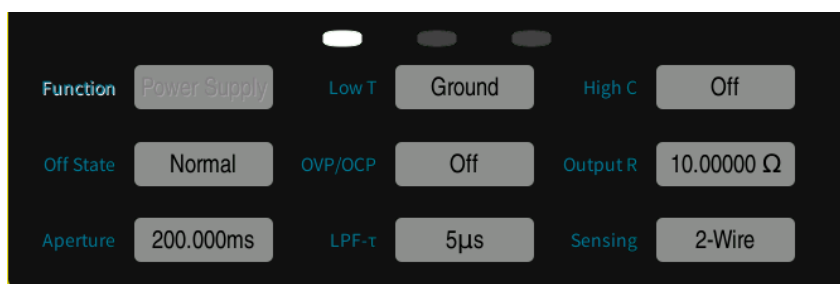 Function Power Supply Low T Ground High C Off
Off State Normal OVP/OCP Off Output R 10.00000 Ω
Aperture 200.000ms LPF-τ 5µs Sensing 2-Wire